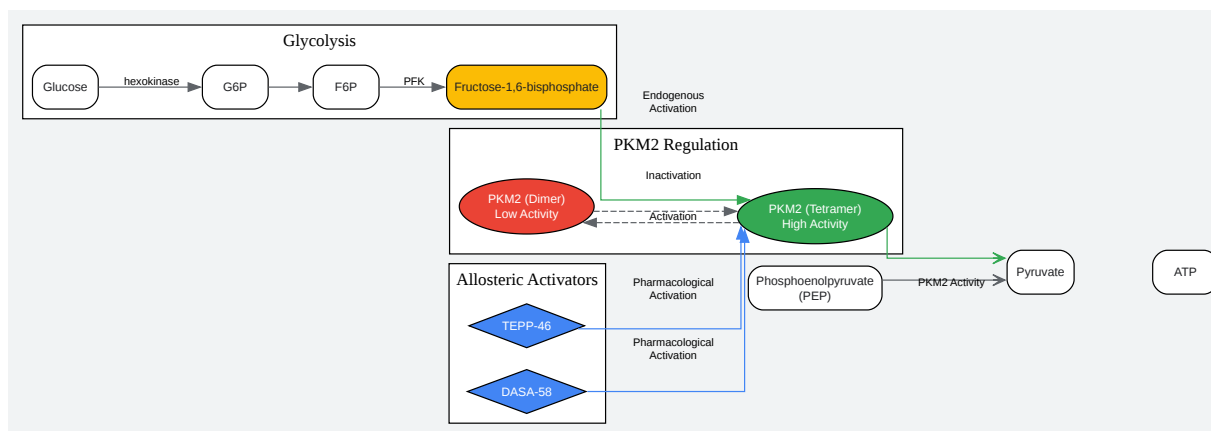 Glycolysis
Glucose
hexokinase
G6P
F6P
PFK
Fructose-1,6-bisphosphate
Endogenous
Activation
PKM2 Regulation
Inactivation
PKM2 (Dimer)
Low Activity
Activation
PKM2 (Tetramer)
High Activity
Allosteric Activators
Pharmacological
Activation
TEPP-46
Pharmacological
Activation
DASA-58
Phosphoenolpyruvate
(PEP)
PKM2 Activity
Pyruvate
ATP